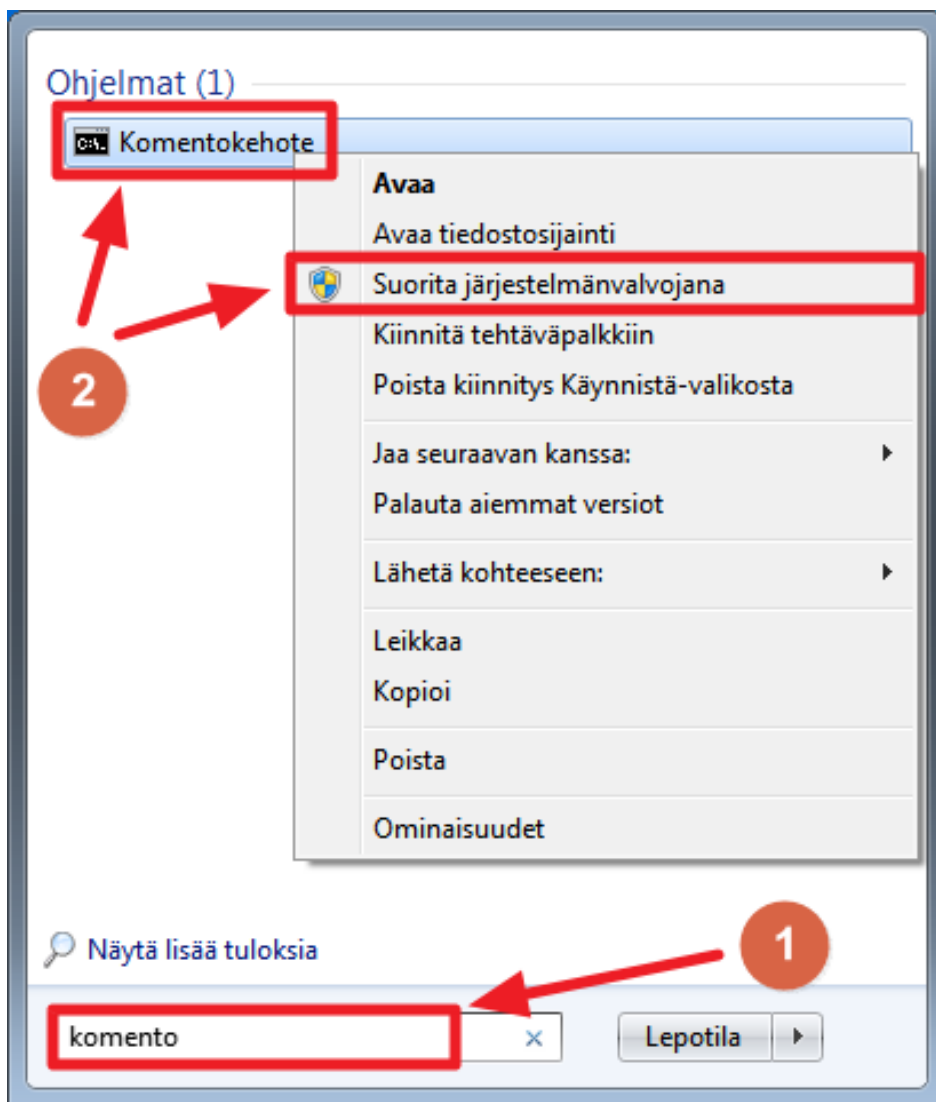 Ohjelmat (1)
C:\.
Komentokehote
Avaa
Avaa tiedostosijainti
Suorita järjestelmänvalvojana
Kiinnitä tehtäväpalkkiin
2
Poista kiinnitys Käynnistä-valikosta
Jaa seuraavan kanssa:
Palauta aiemmat versiot
Lähetä kohteeseen:
Leikkaa
Kopioi
Poista
Ominaisuudet
Näytä lisää tuloksia
1
komento
Lepotila